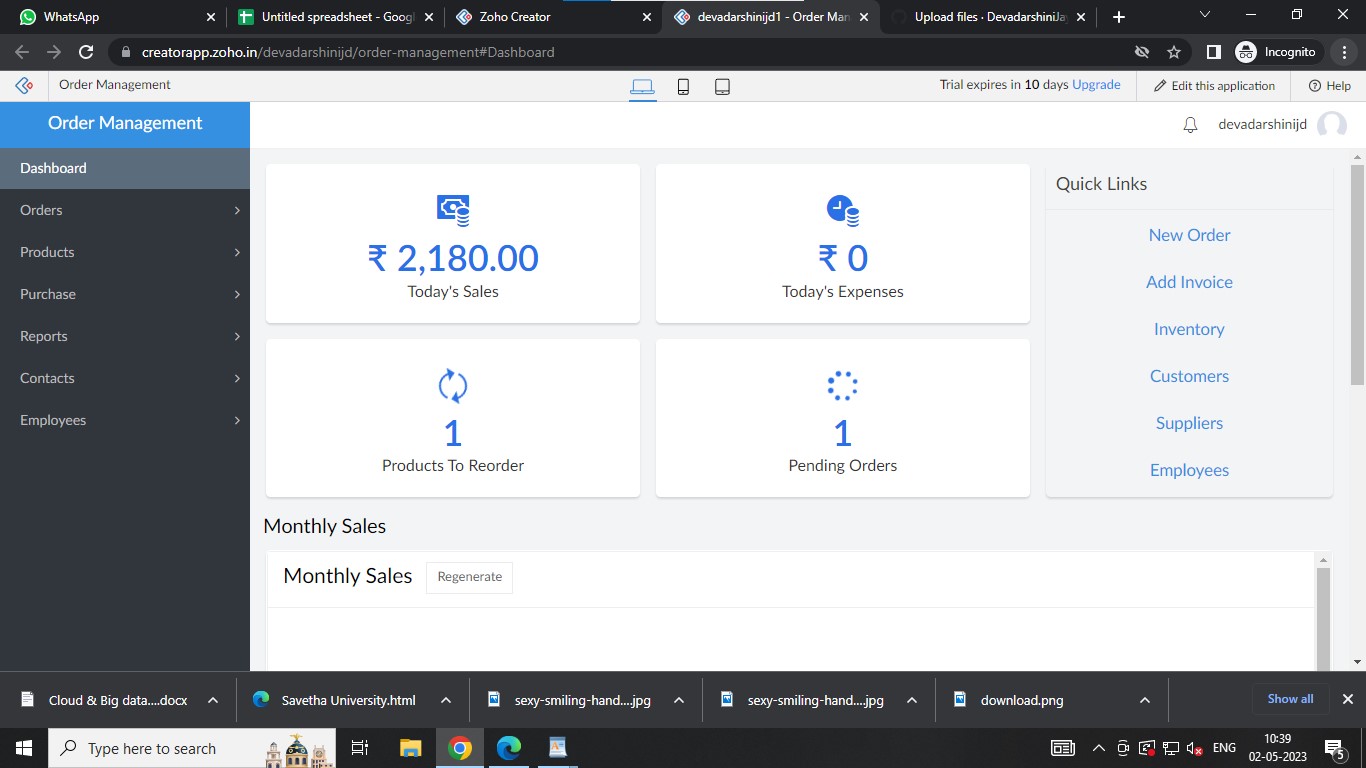 WhatsApp
Untitled spreadsheet - Googl
Zoho Creator
devadarshinijd1 - Order Man
Upload files · DevadarshiniJay
creatorapp.zoho.in/devadarshinijd/order-management#Dashboard
Incognito
Order Management
Trial expires in 10 days Upgrade
Edit this application
Help
Order Management
devadarshinijd
Dashboard
Orders
Products
Purchase
Reports
Contacts
Employees
₹ 2,180.00
Today's Sales
₹ 0
Today's Expenses
1
Products To Reorder
1
Pending Orders
Quick Links
New Order
Add Invoice
Inventory
Customers
Suppliers
Employees
Monthly Sales
Monthly Sales
Regenerate
Cloud & Big data....docx
Savetha University.html
sexy-smiling-hand....jpg
sexy-smiling-hand....jpg
download.png
Show all
Type here to search
ENG
10:39
02-05-2023
5